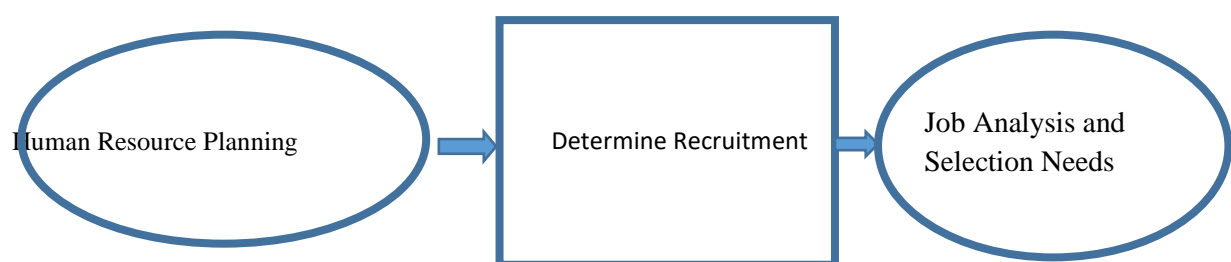 Human Resource Planning
Determine Recruitment
Job Analysis and
Selection Needs